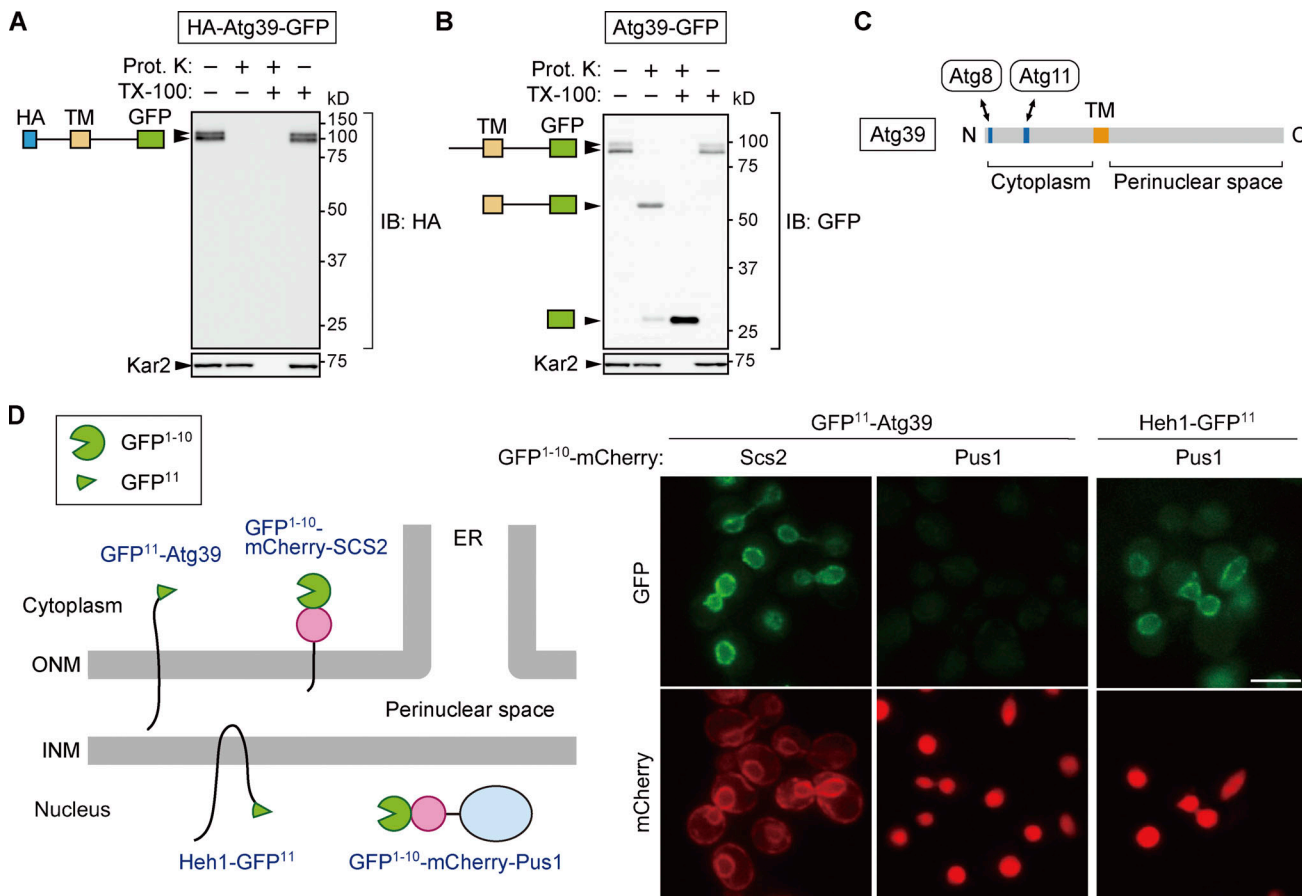 A
HA-Atg39-GFP
Prot. K: – + + –
TX-100: – – + +
kD
HA
TM
GFP
150
100
75
50
37
25
IB: HA
Kar2
75
B
Atg39-GFP
Prot. K: – + + –
TX-100: – – + +
kD
TM
GFP
100
75
50
37
25
IB: GFP
Kar2
75
C
Atg8
Atg11
TM
Atg39
N
C
Cytoplasm
Perinuclear space
D
GFP1-10
GFP11
GFP11-Atg39
GFP1-10-
mCherry-SCS2
ER
Cytoplasm
ONM
Perinuclear space
INM
Nucleus
Heh1-GFP11
GFP1-10-mCherry-Pus1
GFP11-Atg39
Heh1-GFP11
GFP1-10-mCherry:
Scs2
Pus1
Pus1
GFP
mCherry